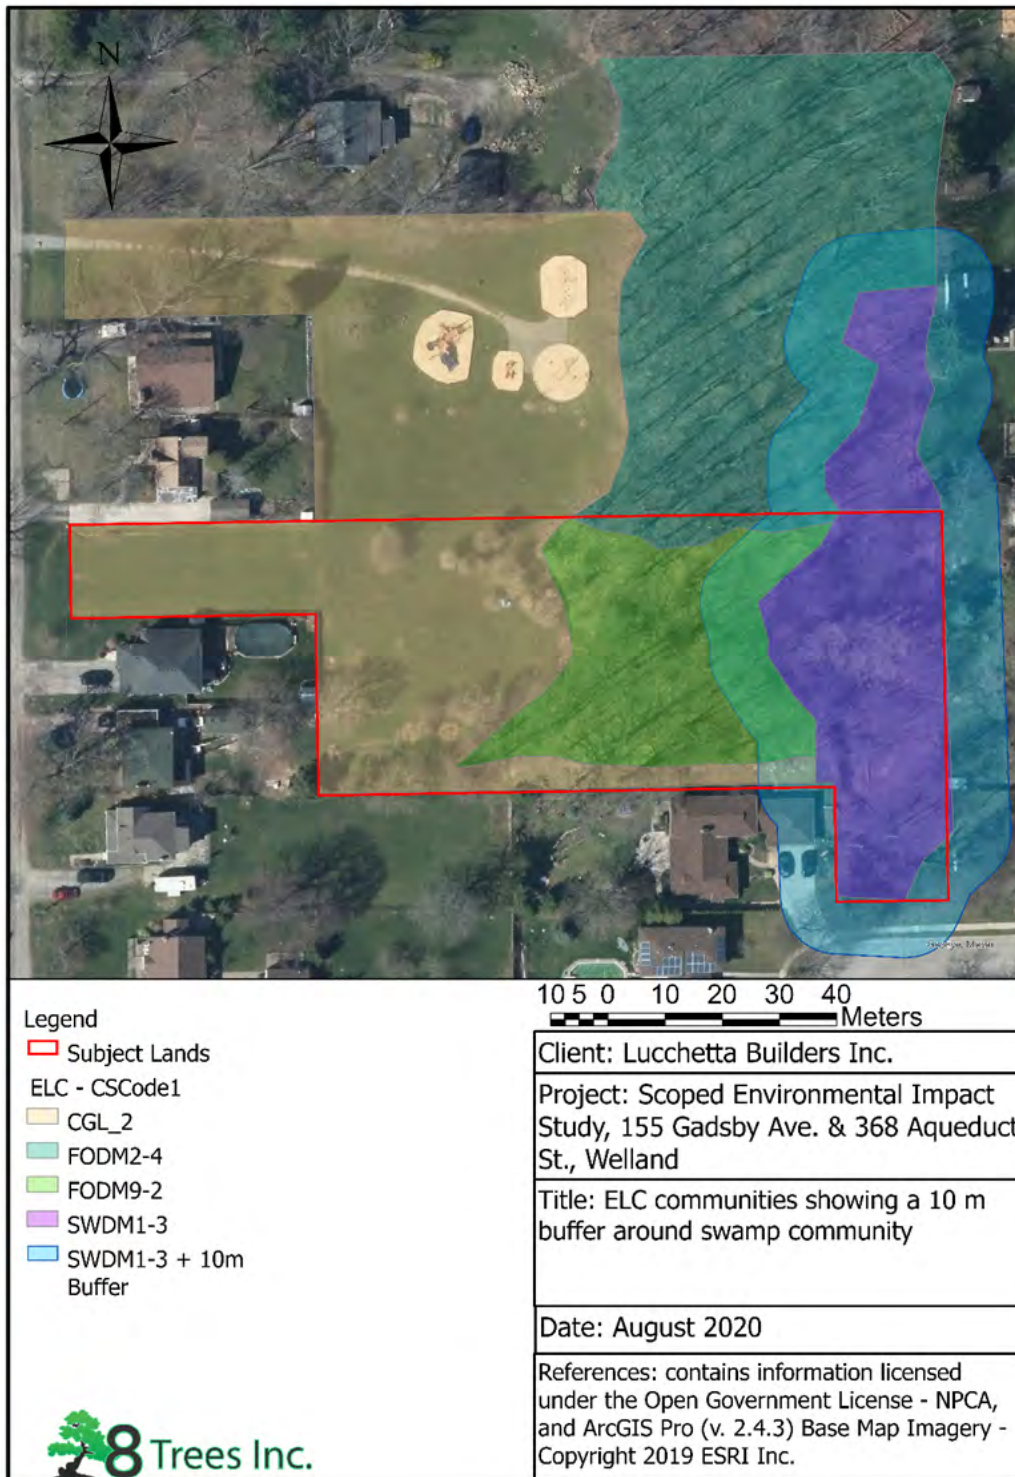 N
Legend
Subject Lands
ELC - CSCode1
CGL_2
FODM2-4
FODM9-2
SWDM1-3
SWDM1-3 + 10m
Buffer
8 Trees Inc.
10 5 0 10 20 30 40
Meters
Client: Lucchetta Builders Inc.
Project: Scoped Environmental Impact
Study, 155 Gadsby Ave. & 368 Aqueduct
St., Welland
Title: ELC communities showing a 10 m
buffer around swamp community
Date: August 2020
References: contains information licensed
under the Open Government License - NPCA,
and ArcGIS Pro (v. 2.4.3) Base Map Imagery -
Copyright 2019 ESRI Inc.